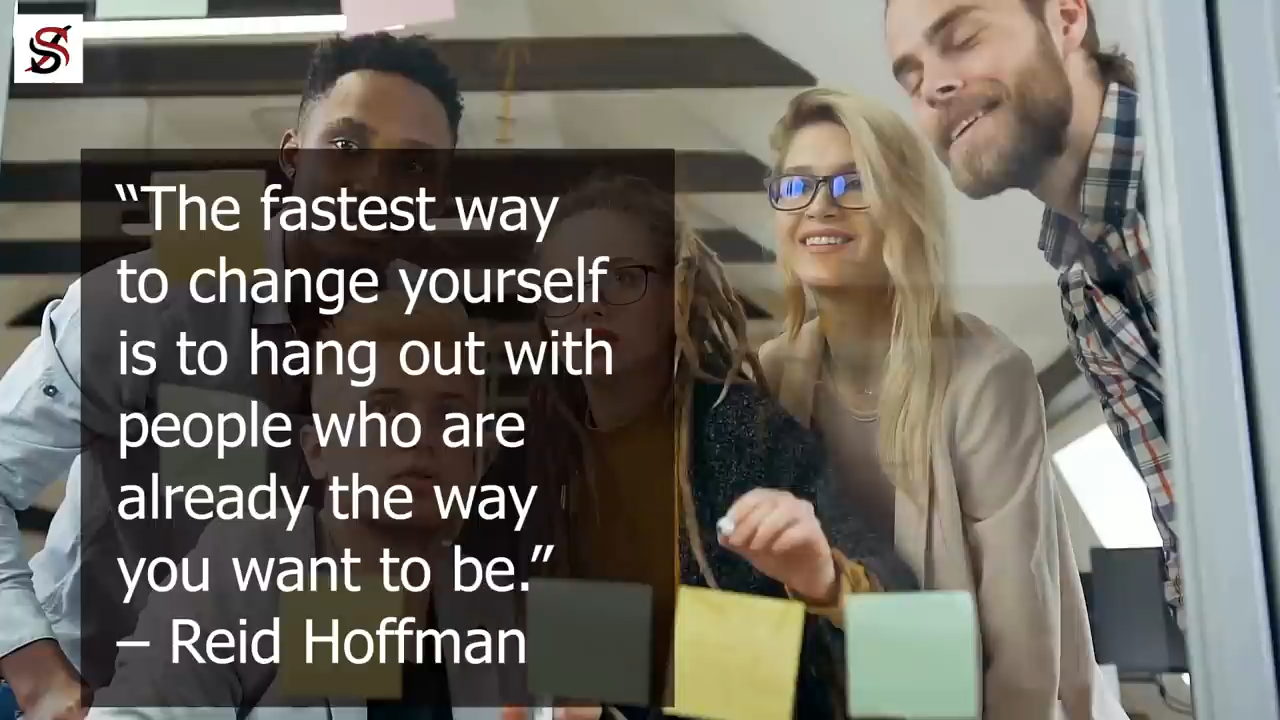 “The fastest way
to change yourself
is to hang out with
people who are
already the way
you want to be.”
– Reid Hoffman